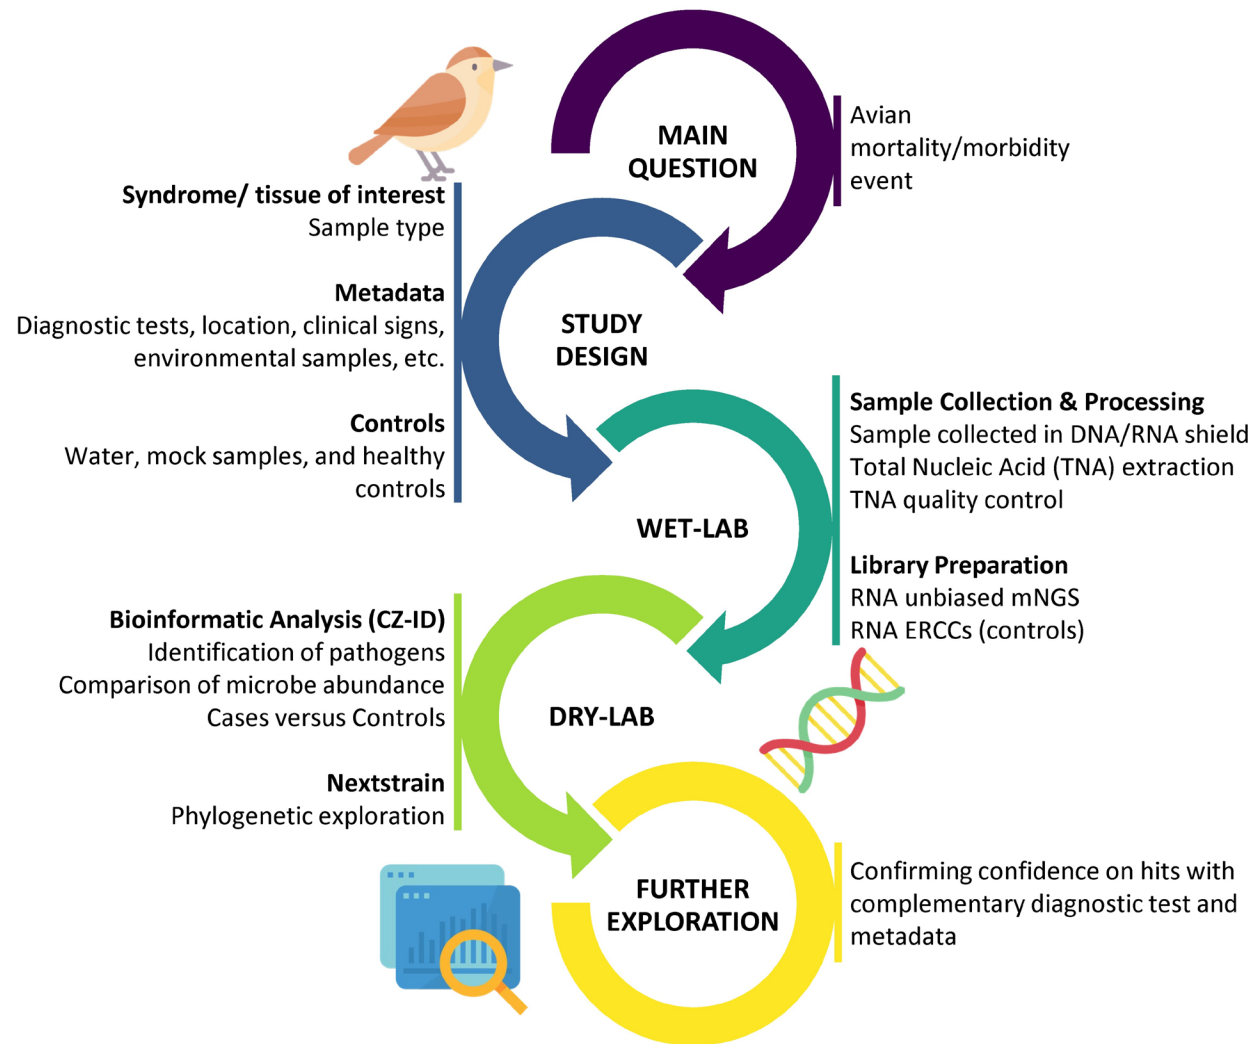 MAIN
QUESTION
Avian
mortality/morbidity
event
Syndrome/ tissue of interest
Sample type
Metadata
Diagnostic tests, location, clinical signs,
environmental samples, etc.
Controls
Water, mock samples, and healthy
controls
STUDY
DESIGN
WET-LAB
Sample Collection & Processing
Sample collected in DNA/RNA shield
Total Nucleic Acid (TNA) extraction
TNA quality control
Library Preparation
RNA unbiased mNGS
RNA ERCCs (controls)
Bioinformatic Analysis (CZ-ID)
Identification of pathogens
Comparison of microbe abundance
Cases versus Controls
Nextstrain
Phylogenetic exploration
DRY-LAB
FURTHER
EXPLORATION
Confirming confidence on hits with
complementary diagnostic test and
metadata